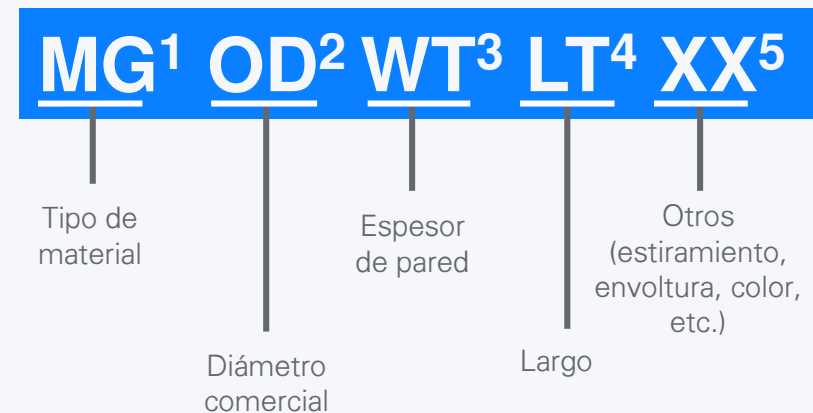 MG¹ OD² WT³ LT⁴ XX⁵
Tipo de
material
Diámetro
comercial
Espesor
de pared
Largo
Otros
(estiramiento,
envoltura, color,
etc.)